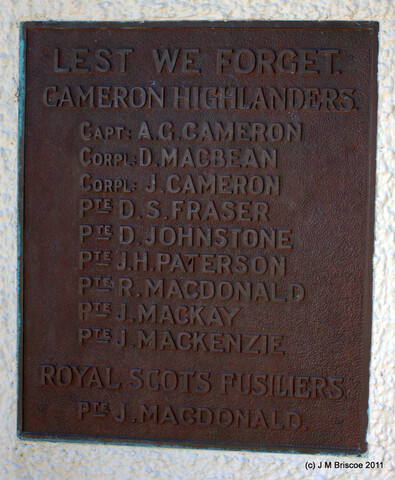 LEST WE FORGET.
CAMERON HIGHLANDERS.
CAPT: A.G.CAMERON
CORPL: D.MACBEAN
CORPL: J.CAMERON
PTE D.S.FRASER
PTE D.JOHNSTONE
PTE J.H.PATERSON
PTE R.MACDONALD
PTE J.MACKAY
PTE J.MACKENZIE
ROYAL SCOTS FUSILIERS.
PTE J.MACDONALD.
(c) J M Briscoe 2011